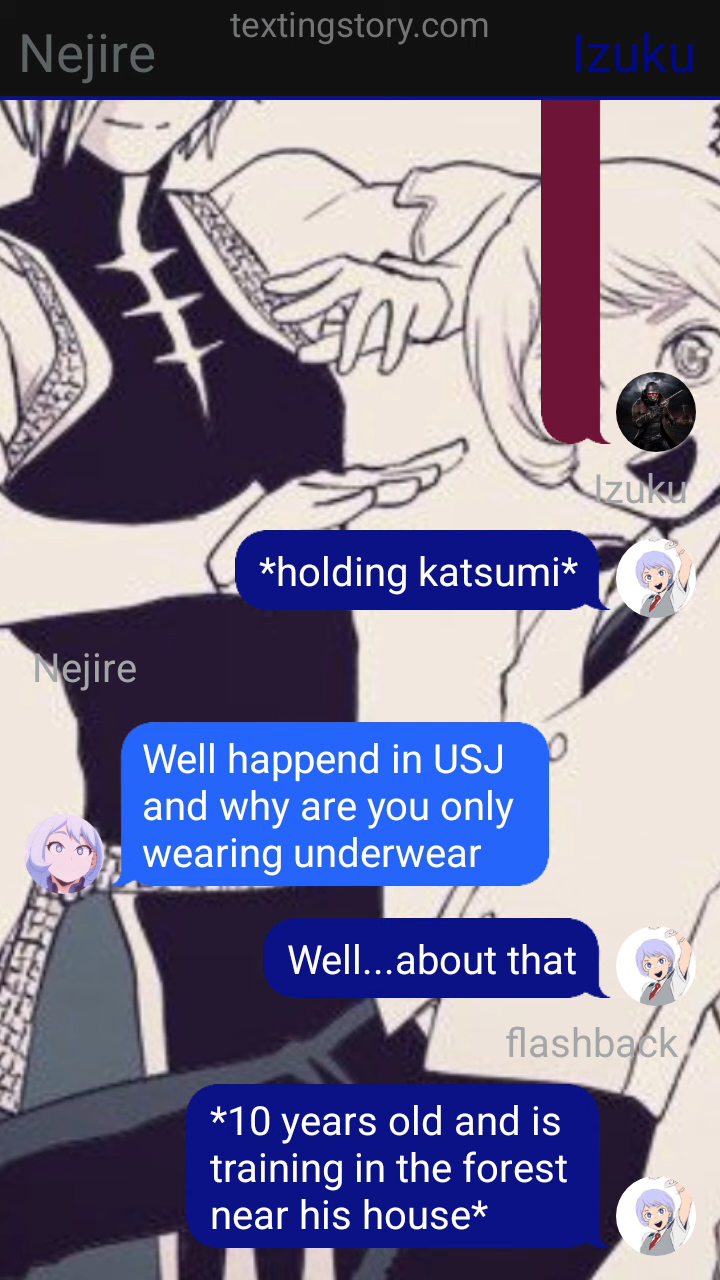 textingstory.com
Nejire
Izuku
Izuku
*holding katsumi*
Nejire
Well happend in USJ
and why are you only
wearing underwear
Well...about that
flashback
*10 years old and is
training in the forest
near his house*